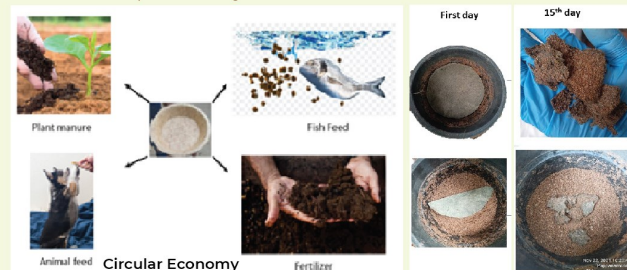 First day
15th day
Plant manure
Fish Feed
Animal feed
Fertilizer
Circular Economy